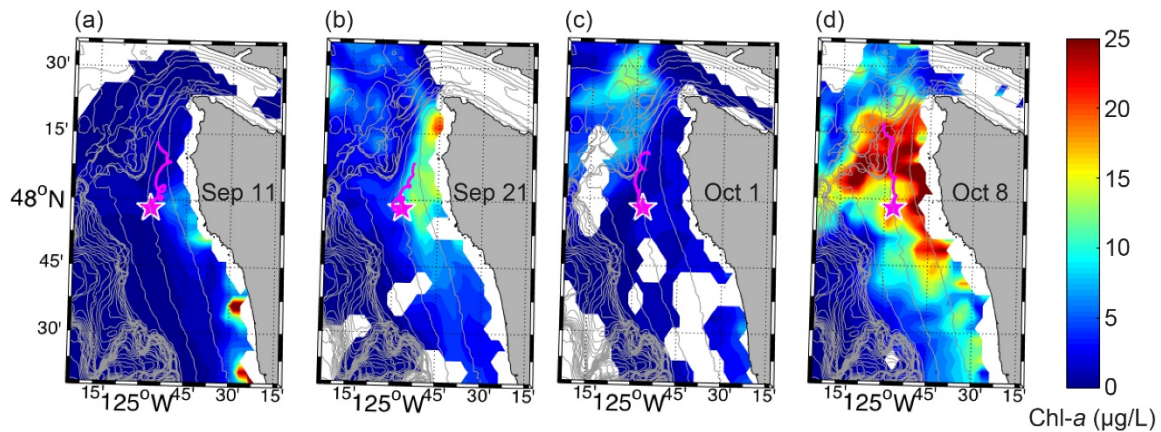 (a) (b) (c) (d)
30' 25
15' 20
Sep 11 Sep 21 Oct 1 Oct 8
48°N 15
45' 10
30' 5
0
15' 45' 30' 15' 15' 45' 30' 15' 15' 45' 30' 15' 15' 45' 30' 15'
125°W 125°W 125°W 125°W Chl-a (µg/L)